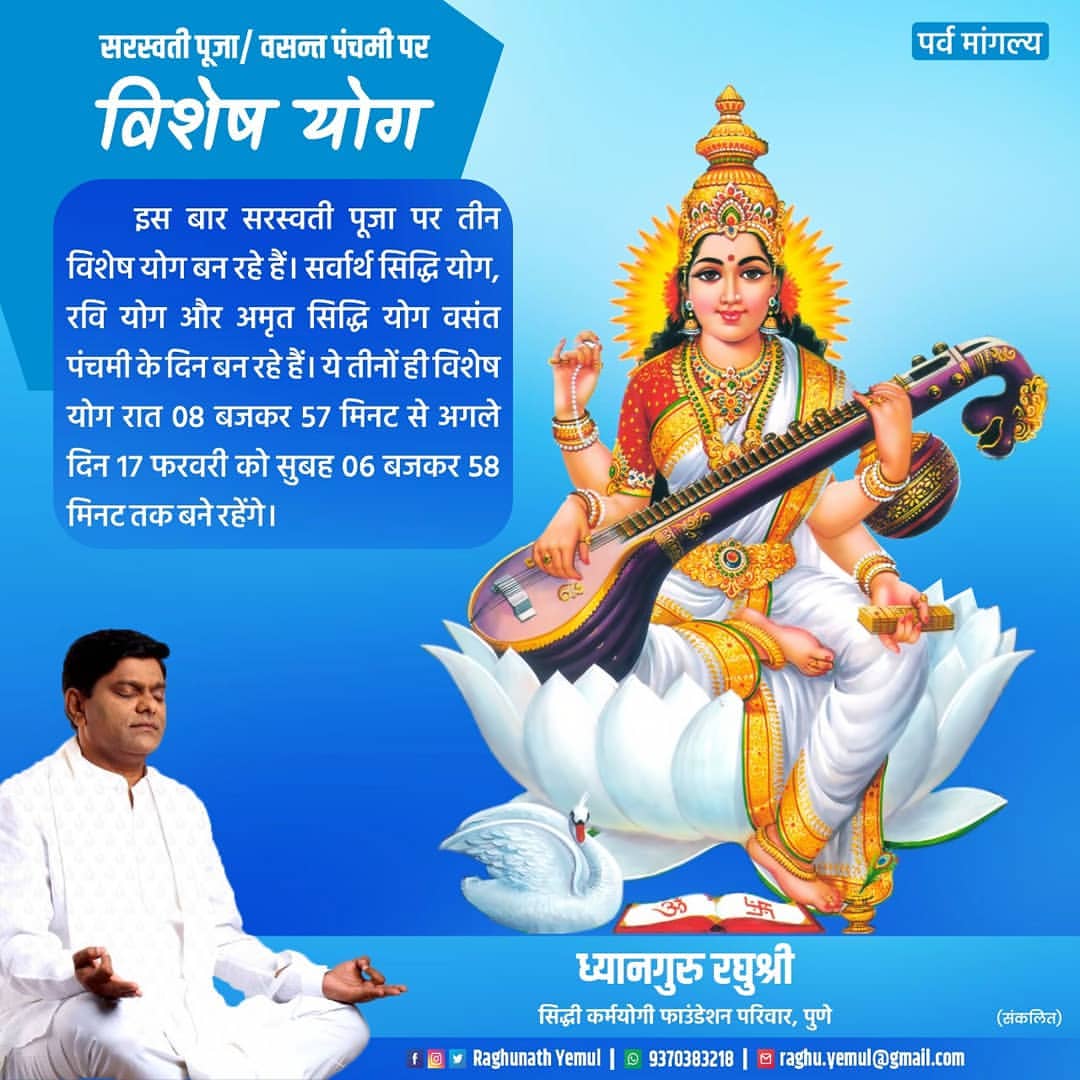 सरस्वती पूजा/ वसन्त पंचमी पर
विशेष योग
पर्व मांगल्य
इस बार सरस्वती पूजा पर तीन
विशेष योग बन रहे हैं। सर्वार्थ सिद्धि योग,
रवि योग और अमृत सिद्धि योग वसंत
पंचमी के दिन बन रहे हैं। ये तीनों ही विशेष
योग रात 08 बजकर 57 मिनट से अगले
दिन 17 फरवरी को सुबह 06 बजकर 58
मिनट तक बने रहेंगे।
ॐ 卐
ध्यानगुरु रघुश्री
सिद्धी कर्मयोगी फाउंडेशन परिवार, पुणे
(संकलित)
Raghunath Yemul | 9370383218 | raghu.yemul@gmail.com